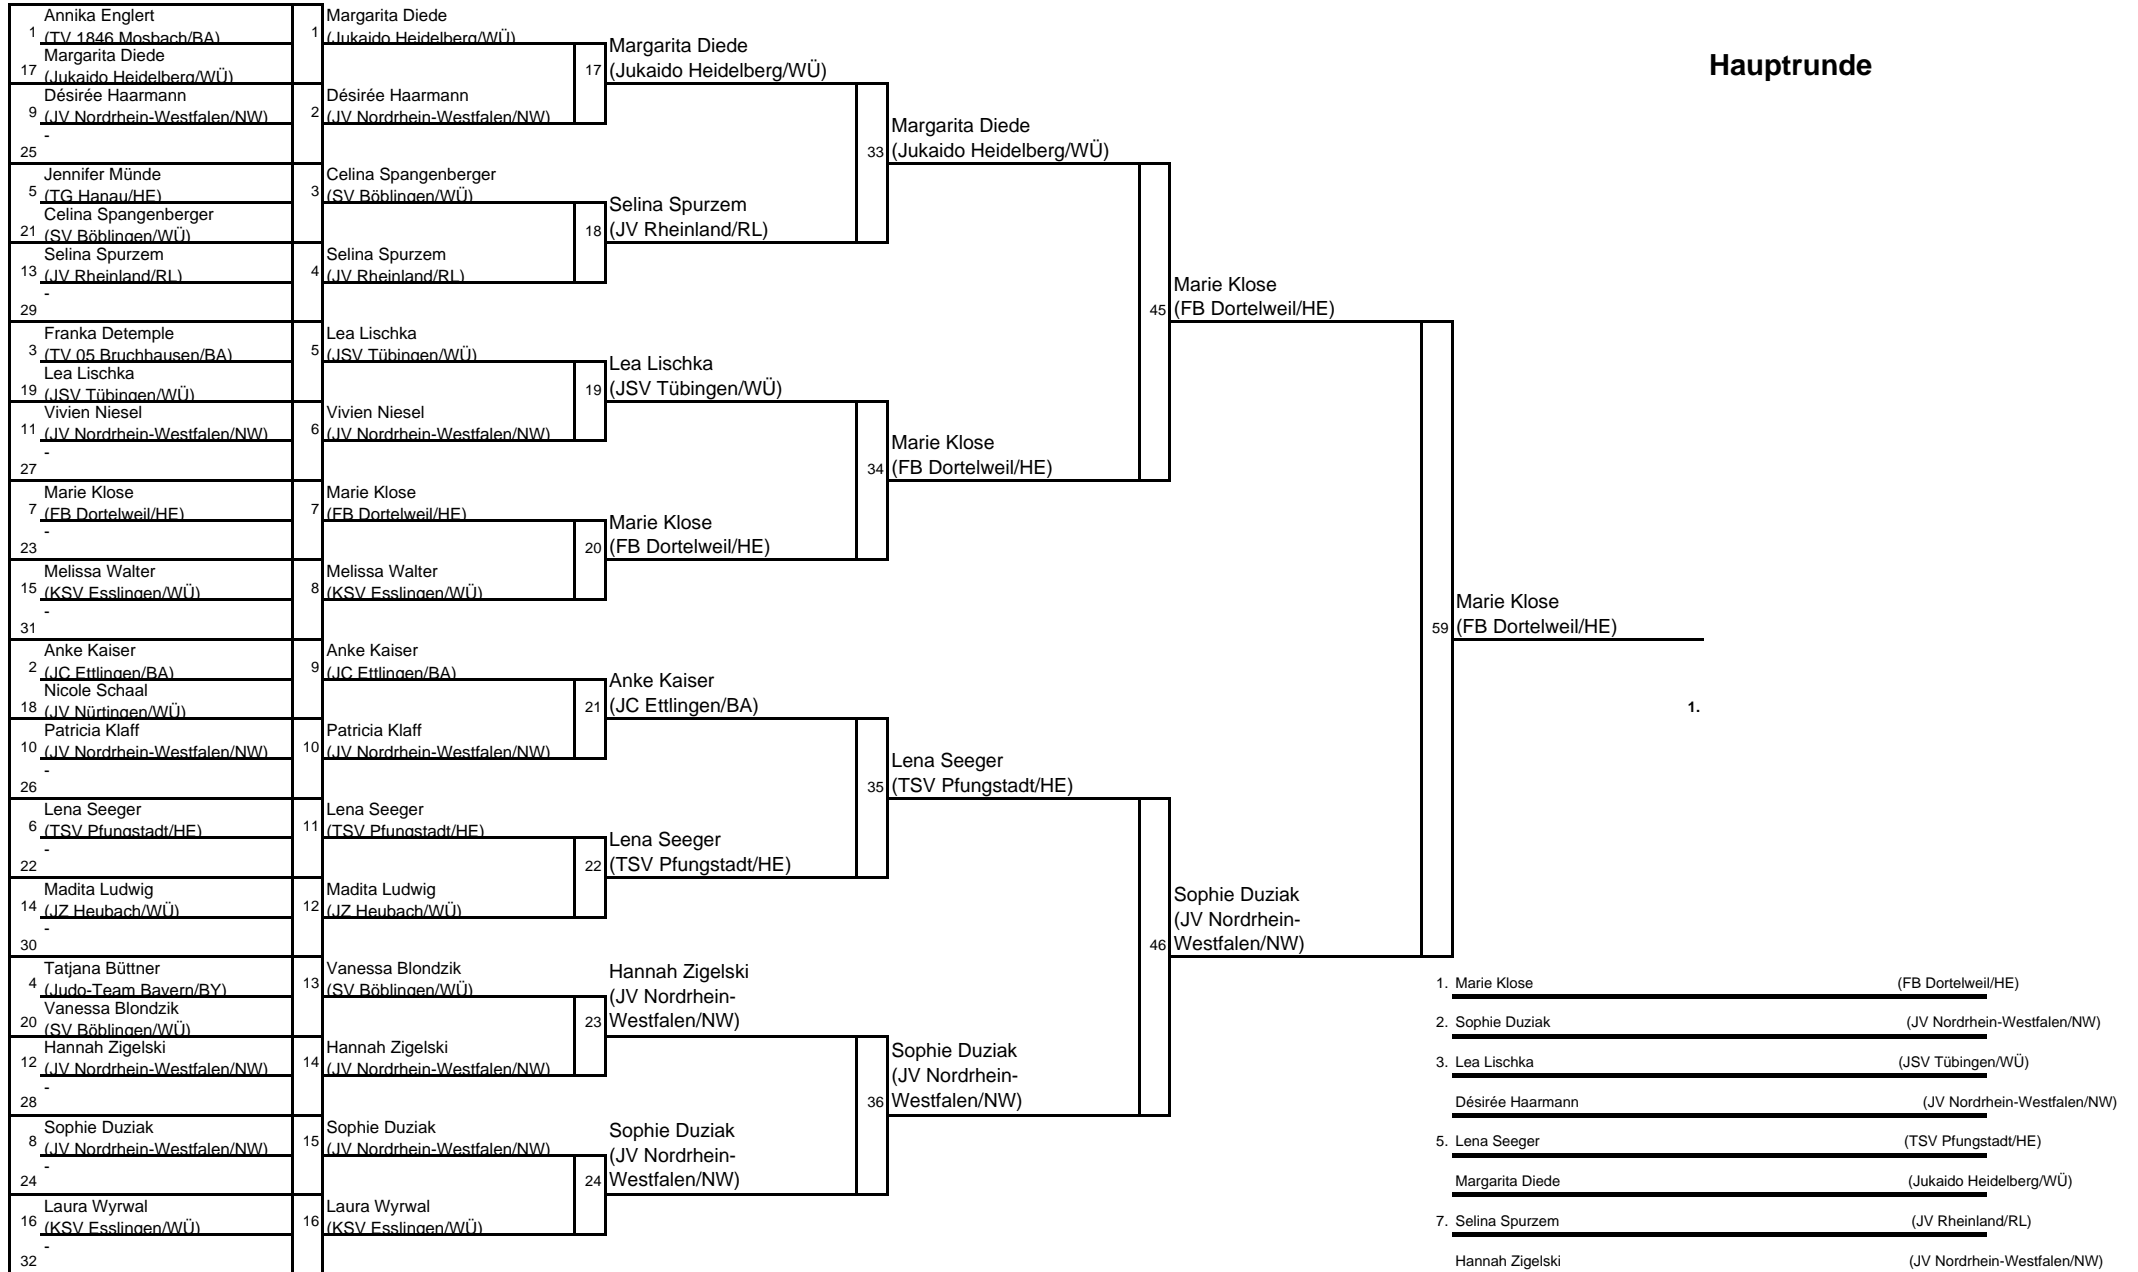 Hauptrunde
1 Annika Englert
(TV 1846 Mosbach/BA)
17 Margarita Diede
(Jukaido Heidelberg/WÜ)
9 Désirée Haarmann
(JV Nordrhein-Westfalen/NW)
25 -
5 Jennifer Münde
(TG Hanau/HE)
21 Celina Spangenberger
(SV Böblingen/WÜ)
13 Selina Spurzem
(JV Rheinland/RL)
29 -
3 Franka Detemple
(TV 05 Bruchhausen/BA)
19 Lea Lischka
(JSV Tübingen/WÜ)
11 Vivien Niesel
(JV Nordrhein-Westfalen/NW)
27 -
7 Marie Klose
(FB Dortelweil/HE)
23 -
15 Melissa Walter
(KSV Esslingen/WÜ)
31 -
2 Anke Kaiser
(JC Ettlingen/BA)
18 Nicole Schaal
(JV Nürtingen/WÜ)
10 Patricia Klaff
(JV Nordrhein-Westfalen/NW)
26 -
6 Lena Seeger
(TSV Pfungstadt/HE)
22 -
14 Madita Ludwig
(JZ Heubach/WÜ)
30 -
4 Tatjana Büttner
(Judo-Team Bayern/BY)
20 Vanessa Blondzik
(SV Böblingen/WÜ)
12 Hannah Zigelski
(JV Nordrhein-Westfalen/NW)
28 -
8 Sophie Duziak
(JV Nordrhein-Westfalen/NW)
24 -
16 Laura Wyrwal
(KSV Esslingen/WÜ)
32 -
1 Margarita Diede
(Jukaido Heidelberg/WÜ)
2 Désirée Haarmann
(JV Nordrhein-Westfalen/NW)
3 Celina Spangenberger
(SV Böblingen/WÜ)
4 Selina Spurzem
(JV Rheinland/RL)
5 Lea Lischka
(JSV Tübingen/WÜ)
6 Vivien Niesel
(JV Nordrhein-Westfalen/NW)
7 Marie Klose
(FB Dortelweil/HE)
8 Melissa Walter
(KSV Esslingen/WÜ)
9 Anke Kaiser
(JC Ettlingen/BA)
10 Patricia Klaff
(JV Nordrhein-Westfalen/NW)
11 Lena Seeger
(TSV Pfungstadt/HE)
12 Madita Ludwig
(JZ Heubach/WÜ)
13 Vanessa Blondzik
(SV Böblingen/WÜ)
14 Hannah Zigelski
(JV Nordrhein-Westfalen/NW)
15 Sophie Duziak
(JV Nordrhein-Westfalen/NW)
16 Laura Wyrwal
(KSV Esslingen/WÜ)
17 Margarita Diede
(Jukaido Heidelberg/WÜ)
18 Selina Spurzem
(JV Rheinland/RL)
19 Lea Lischka
(JSV Tübingen/WÜ)
20 Marie Klose
(FB Dortelweil/HE)
21 Anke Kaiser
(JC Ettlingen/BA)
22 Lena Seeger
(TSV Pfungstadt/HE)
23 Hannah Zigelski
(JV Nordrhein-
Westfalen/NW)
24 Sophie Duziak
(JV Nordrhein-
Westfalen/NW)
33 Margarita Diede
(Jukaido Heidelberg/WÜ)
34 Marie Klose
(FB Dortelweil/HE)
35 Lena Seeger
(TSV Pfungstadt/HE)
36 Sophie Duziak
(JV Nordrhein-
Westfalen/NW)
45 Marie Klose
(FB Dortelweil/HE)
46 Sophie Duziak
(JV Nordrhein-
Westfalen/NW)
59 Marie Klose
(FB Dortelweil/HE)
1.
1. Marie Klose (FB Dortelweil/HE)
2. Sophie Duziak (JV Nordrhein-Westfalen/NW)
3. Lea Lischka (JSV Tübingen/WÜ)
Désirée Haarmann (JV Nordrhein-Westfalen/NW)
5. Lena Seeger (TSV Pfungstadt/HE)
Margarita Diede (Jukaido Heidelberg/WÜ)
7. Selina Spurzem (JV Rheinland/RL)
Hannah Zigelski (JV Nordrhein-Westfalen/NW)